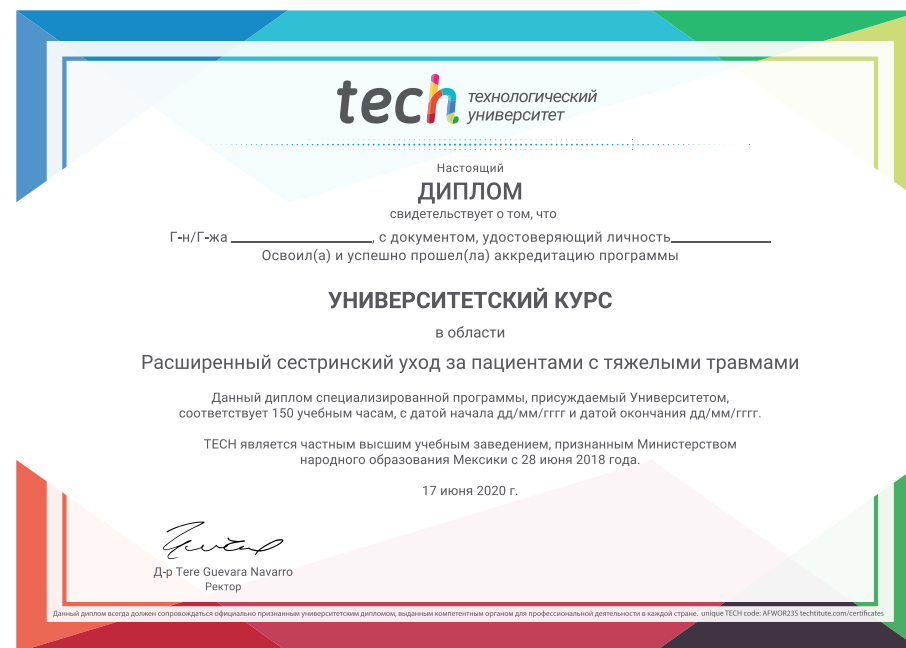 tech технологический
университет
Настоящий
ДИПЛОМ
свидетельствует о том, что
Г-н/Г-жа ____________________, с документом, удостоверяющий личность______________
Освоил(а) и успешно прошел(ла) аккредитацию программы
УНИВЕРСИТЕТСКИЙ КУРС
в области
Расширенный сестринский уход за пациентами с тяжелыми травмами
Данный диплом специализированной программы, присуждаемый Университетом,
соответствует 150 учебным часам, с датой начала дд/мм/гггг и датой окончания дд/мм/гггг.
TECH является частным высшим учебным заведением, признанным Министерством
народного образования Мексики с 28 июня 2018 года.
17 июня 2020 г.
Д-р Tere Guevara Navarro
Ректор
Данный диплом всегда должен сопровождаться официально признанным университетским дипломом, выданным компетентным органом для профессиональной деятельности в каждой стране. unique TECH code: AFWOR23S techtitute.com/certificates